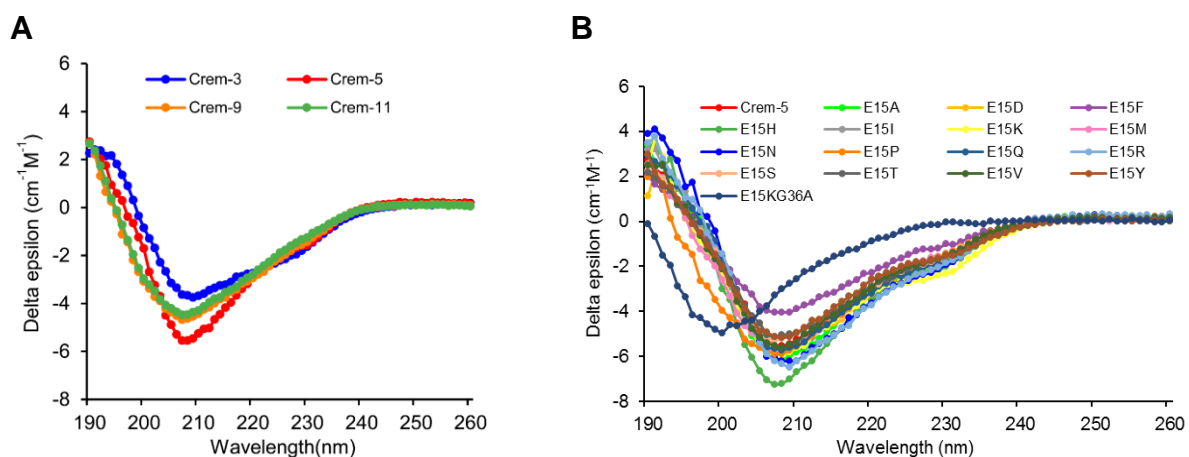 A
Crem-3 Crem-5
Crem-9 Crem-11
Delta epsilon (cm-1M-1)
6
4
2
0
-2
-4
-6
-8
190 200 210 220 230 240 250 260
Wavelength(nm)
B
Crem-5 E15A E15D E15F
E15H E15I E15K E15M
E15N E15P E15Q E15R
E15S E15T E15V E15Y
E15KG36A
Delta epsilon (cm-1M-1)
6
4
2
0
-2
-4
-6
-8
190 200 210 220 230 240 250 260
Wavelength (nm)